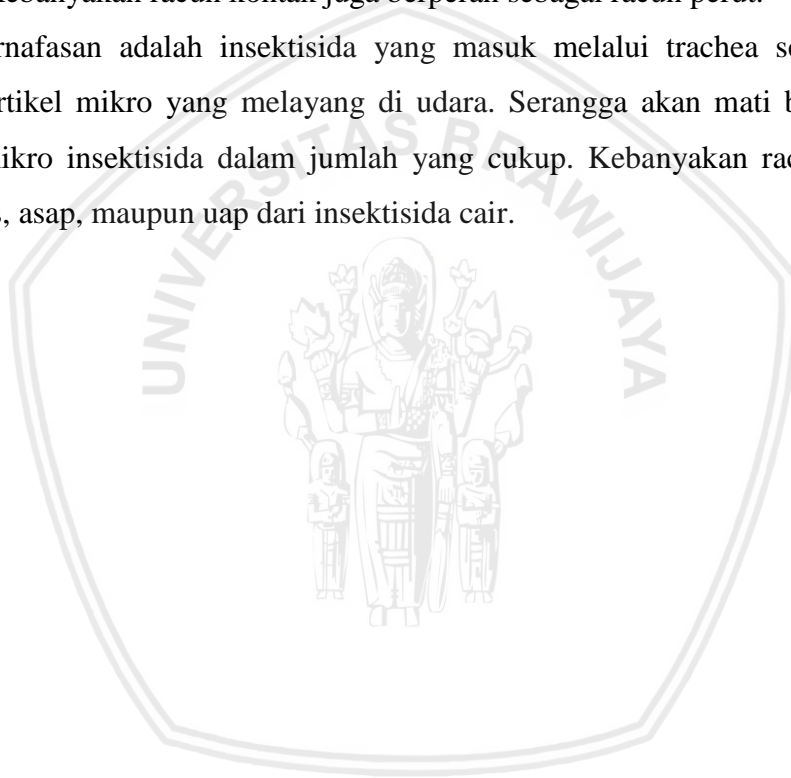 kebanyakan racun kontak juga berperan sebagai racun perut.
rnafasan adalah insektisida yang masuk melalui trachea se
rtikel mikro yang melayang di udara. Serangga akan mati b
ikro insektisida dalam jumlah yang cukup. Kebanyakan rac
, asap, maupun uap dari insektisida cair.
UNIVERSITAS BRAWIJAYA